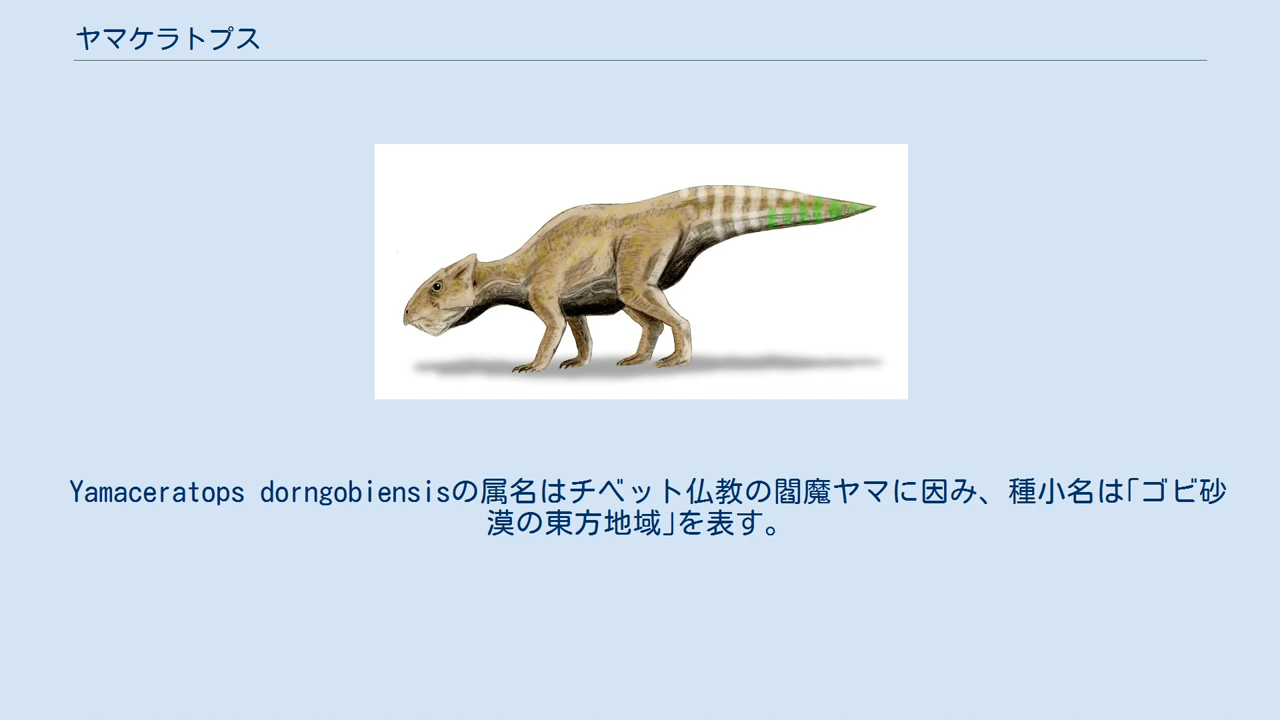 ヤマケラトプス
Yamaceratops dorngobiensisの属名はチベット仏教の閻魔ヤマに因み、種小名は｢ゴビ砂
漠の東方地域｣を表す。